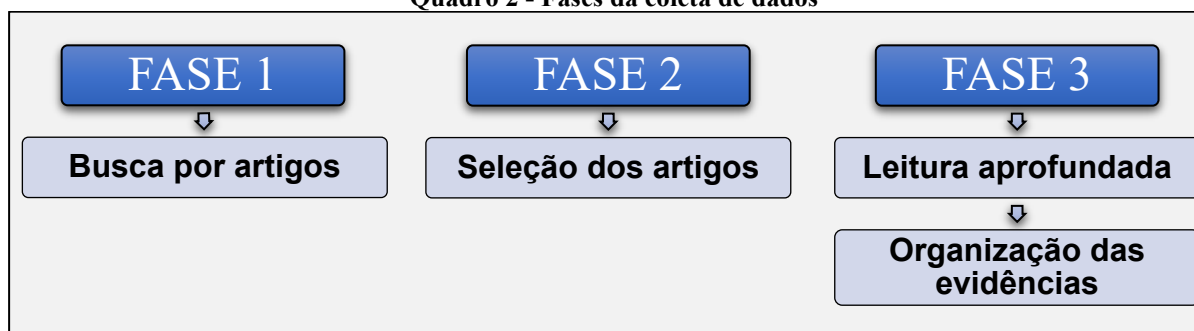 Quadro 2 - Fases da coleta de dados
FASE 1
Busca por artigos
FASE 2
Seleção dos artigos
FASE 3
Leitura aprofundada
Organização das
evidências